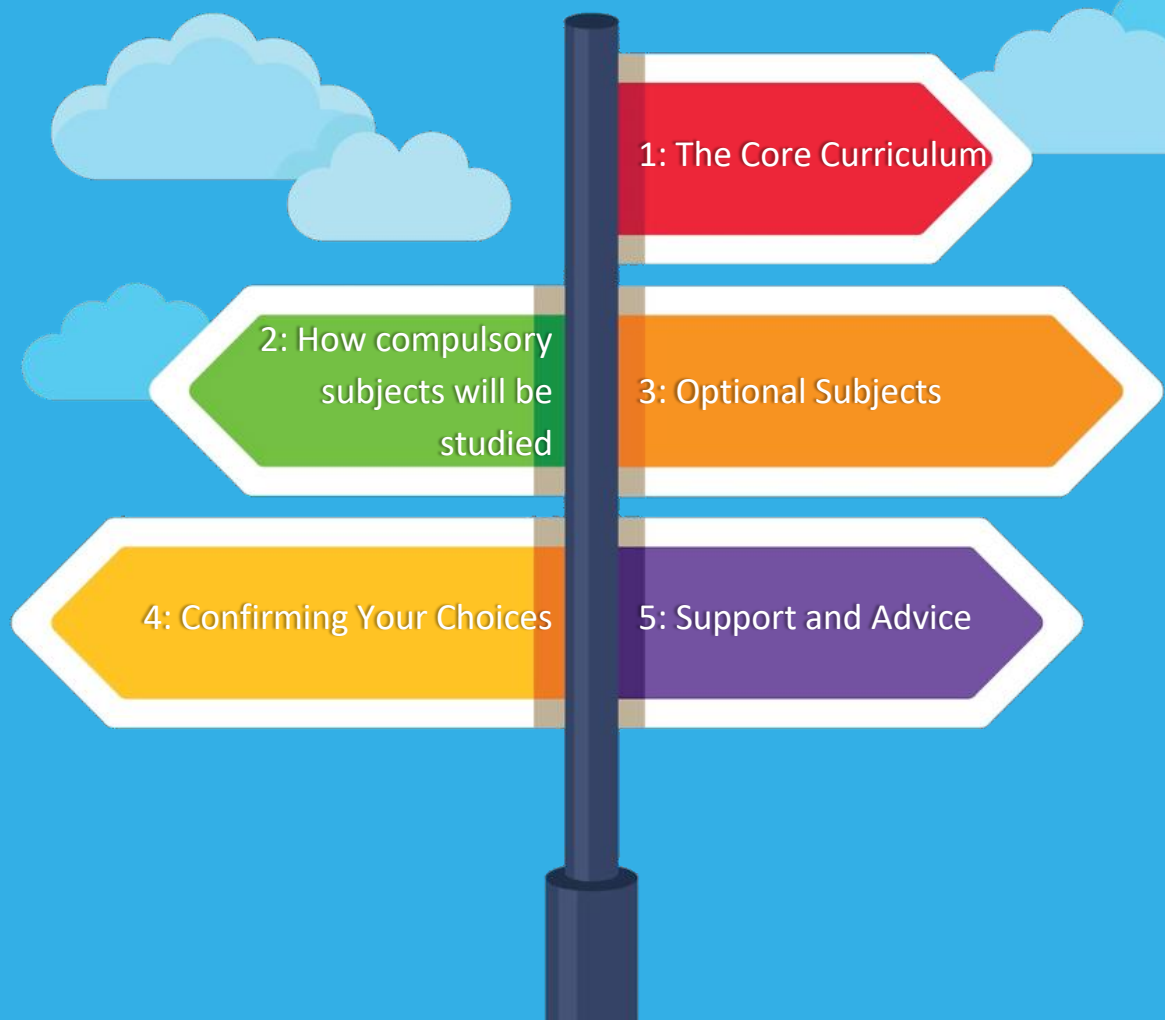 1: The Core Curriculum
2: How compulsory
subjects will be
studied
3: Optional Subjects
4: Confirming Your Choices
5: Support and Advice